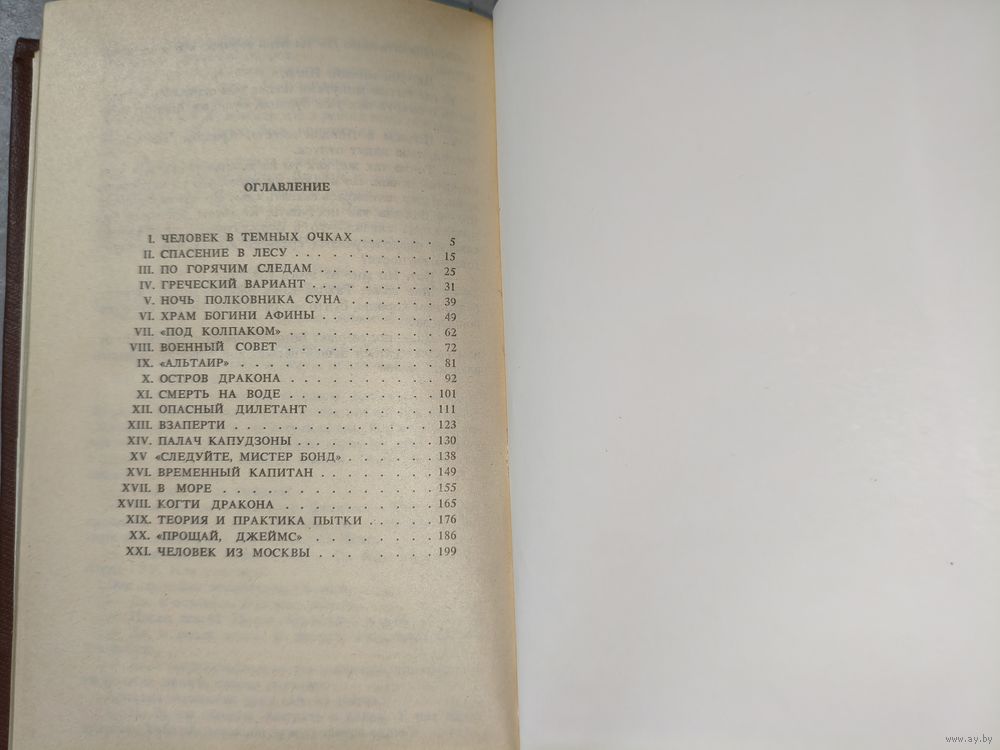 ОГЛАВЛЕНИЕ
I. ЧЕЛОВЕК В ТЕМНЫХ ОЧКАХ . . . . . . 5
II. СПАСЕНИЕ В ЛЕСУ . . . . . . . . . . 15
III. ПО ГОРЯЧИМ СЛЕДАМ . . . . . . . . 25
IV. ГРЕЧЕСКИЙ ВАРИАНТ . . . . . . . . 31
V. НОЧЬ ПОЛКОВНИКА СУНА . . . . . . 39
VI. ХРАМ БОГИНИ АФИНЫ . . . . . . . . 49
VII. «ПОД КОЛПАКОМ» . . . . . . . . . . 62
VIII. ВОЕННЫЙ СОВЕТ . . . . . . . . . . 72
IX. «АЛЬТАИР» . . . . . . . . . . . . . 81
X. ОСТРОВ ДРАКОНА . . . . . . . . . . 92
XI. СМЕРТЬ НА ВОДЕ . . . . . . . . . . 101
XII. ОПАСНЫЙ ДИЛЕТАНТ . . . . . . . . 111
XIII. ВЗАПЕРТИ . . . . . . . . . . . . . 123
XIV. ПАЛАЧ КАПУДЗОНЫ . . . . . . . . . 130
XV «СЛЕДУЙТЕ, МИСТЕР БОНД» . . . . . . 138
XVI. ВРЕМЕННЫЙ КАПИТАН . . . . . . . . 149
XVII. В МОРЕ . . . . . . . . . . . . . . 155
XVIII. КОГТИ ДРАКОНА . . . . . . . . . . 165
XIX. ТЕОРИЯ И ПРАКТИКА ПЫТКИ . . . . . 176
XX. «ПРОЩАЙ, ДЖЕЙМС» . . . . . . . . . 186
XXI. ЧЕЛОВЕК ИЗ МОСКВЫ . . . . . . . . 199
www.ay.by